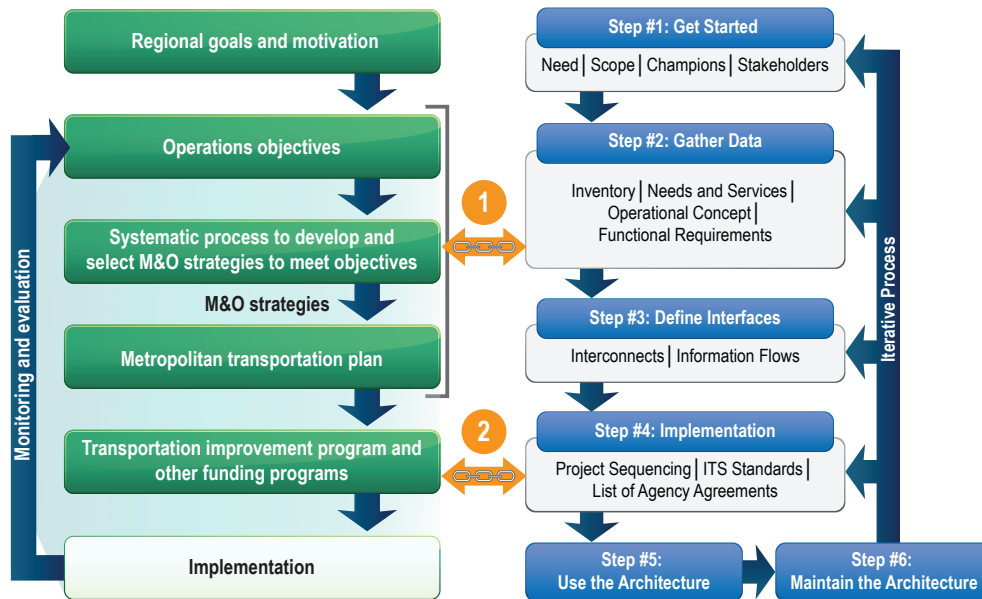 Regional goals and motivation
Operations objectives
Systematic process to develop and
select M&O strategies to meet objectives
M&O strategies
Metropolitan transportation plan
Transportation improvement program and
other funding programs
Implementation
Monitoring and evaluation
1
2
Step #1: Get Started
Need | Scope | Champions | Stakeholders
Step #2: Gather Data
Inventory | Needs and Services |
Operational Concept |
Functional Requirements
Step #3: Define Interfaces
Interconnects | Information Flows
Step #4: Implementation
Project Sequencing | ITS Standards |
List of Agency Agreements
Step #5:
Use the Architecture
Step #6:
Maintain the Architecture
Iterative Process